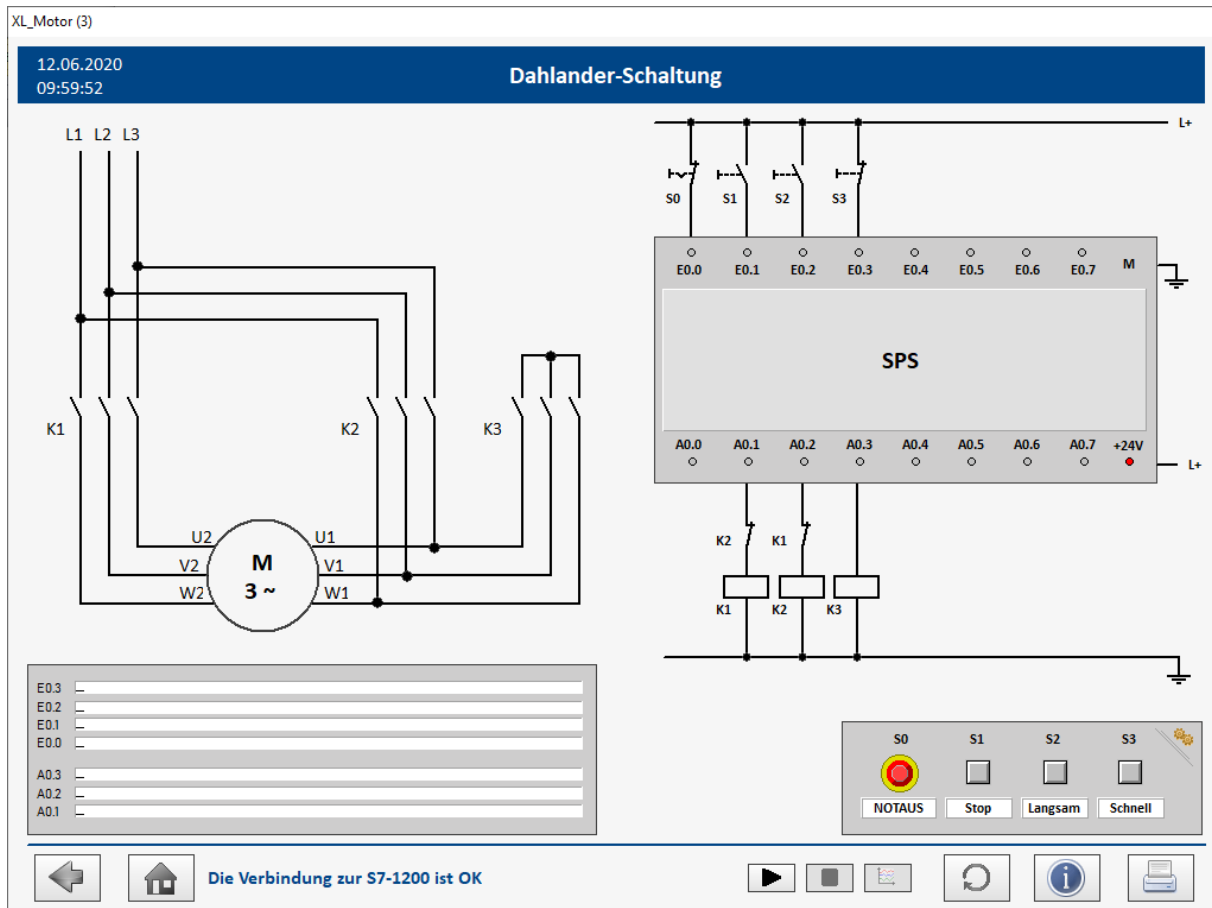 XL_Motor (3)
12.06.2020
09:59:52
Dahlander-Schaltung
L1 L2 L3
L+
S0 S1 S2 S3
E0.0 E0.1 E0.2 E0.3 E0.4 E0.5 E0.6 E0.7 M
SPS
K1 K2 K3
A0.0 A0.1 A0.2 A0.3 A0.4 A0.5 A0.6 A0.7 +24V
L+
U2 U1
V2 M V1
W2 3 ~ W1
K2 K1
K1 K2 K3
E0.3
E0.2
E0.1
E0.0
A0.3
A0.2
A0.1
S0 S1 S2 S3
NOTAUS Stop Langsam Schnell
Die Verbindung zur S7-1200 ist OK
i